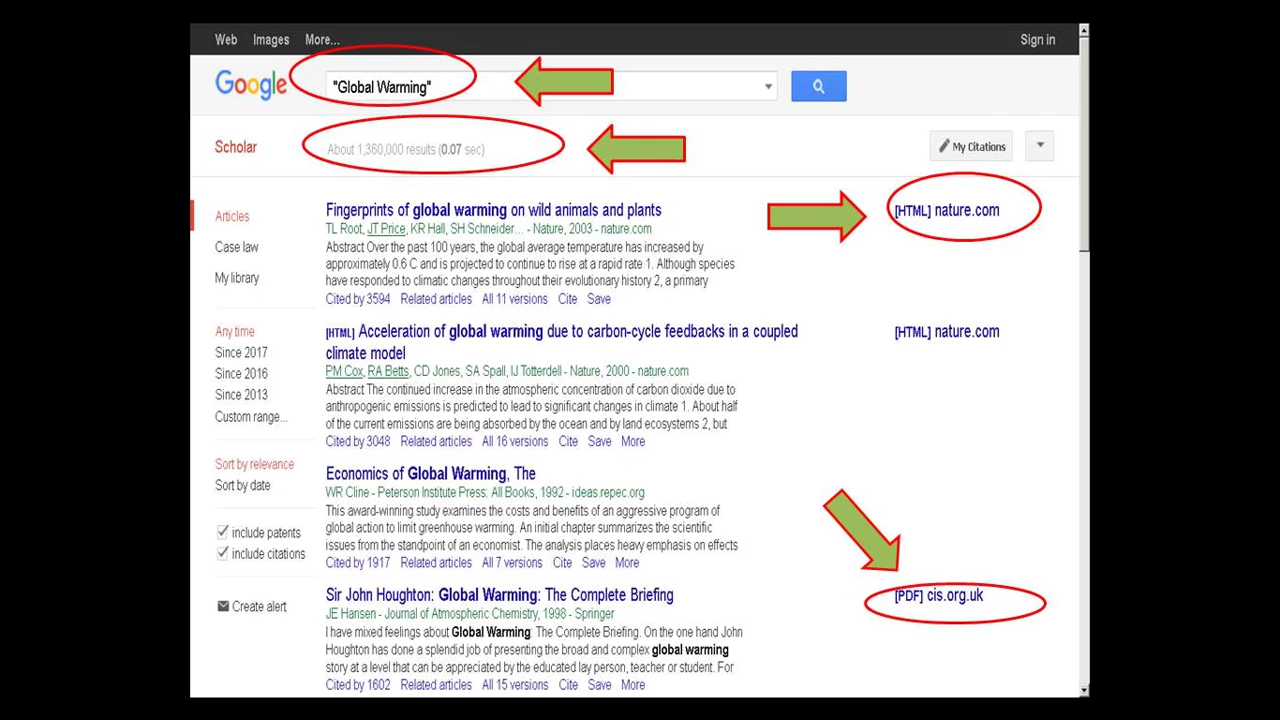 Web Images More... Sign in
Google "Global Warming"
Scholar About 1,360,000 results (0.07 sec) My Citations
Articles
Case law
My library
Any time
Since 2017
Since 2016
Since 2013
Custom range...
Sort by relevance
Sort by date
include patents
include citations
Create alert
Fingerprints of global warming on wild animals and plants
[HTML] nature.com
TL Root, JT Price, KR Hall, SH Schneider... - Nature, 2003 - nature.com
Abstract Over the past 100 years, the global average temperature has increased by
approximately 0.6 C and is projected to continue to rise at a rapid rate 1. Although species
have responded to climatic changes throughout their evolutionary history 2, a primary
Cited by 3594 Related articles All 11 versions Cite Save
[HTML] Acceleration of global warming due to carbon-cycle feedbacks in a coupled
climate model
[HTML] nature.com
PM Cox, RA Betts, CD Jones, SA Spall, IJ Totterdell - Nature, 2000 - nature.com
Abstract The continued increase in the atmospheric concentration of carbon dioxide due to
anthropogenic emissions is predicted to lead to significant changes in climate 1. About half
of the current emissions are being absorbed by the ocean and by land ecosystems 2, but
Cited by 3048 Related articles All 16 versions Cite Save More
Economics of Global Warming, The
WR Cline - Peterson Institute Press: All Books, 1992 - ideas.repec.org
This award-winning study examines the costs and benefits of an aggressive program of
global action to limit greenhouse warming. An initial chapter summarizes the scientific
issues from the standpoint of an economist. The analysis places heavy emphasis on effects
Cited by 1917 Related articles All 7 versions Cite Save More
Sir John Houghton: Global Warming: The Complete Briefing
[PDF] cis.org.uk
JE Hansen - Journal of Atmospheric Chemistry, 1998 - Springer
I have mixed feelings about Global Warming: The Complete Briefing. On the one hand John
Houghton has done a splendid job of presenting the broad and complex global warming
story at a level that can be appreciated by the educated lay person, teacher or student. For
Cited by 1602 Related articles All 15 versions Cite Save More